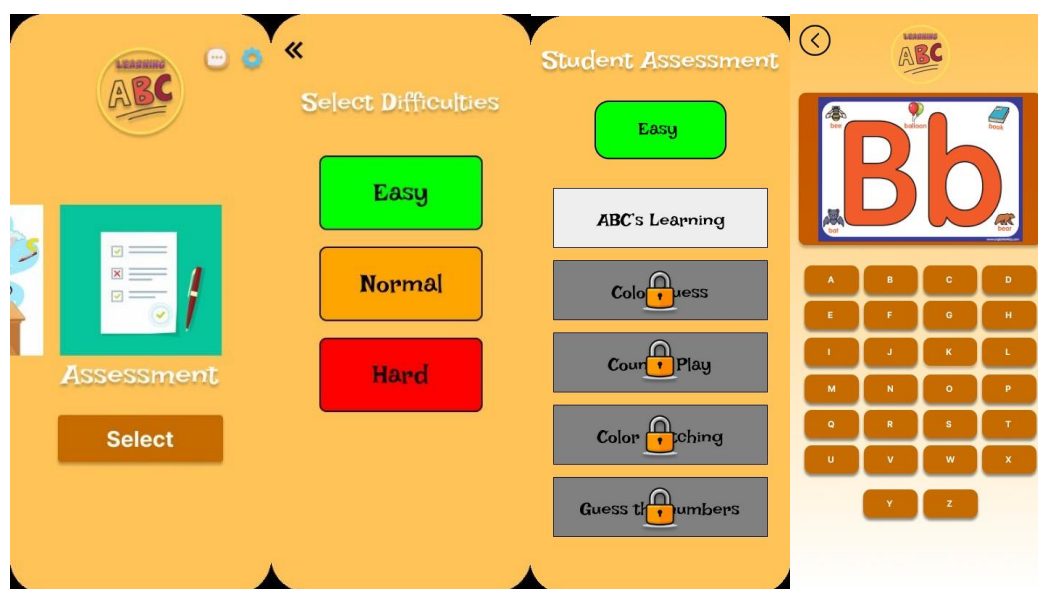 LEARNING
ABC
Assessment
Select
«
Select Difficulties
Easy
Normal
Hard
Student Assessment
Easy
ABC's Learning
Colo uess
Coun Play
Color tching
Guess th umbers
LEARNING
ABC
bee
balloon
book
Bb
bat
bear
A B C D
E F G H
I J K L
M N O P
Q R S T
U V W X
Y Z